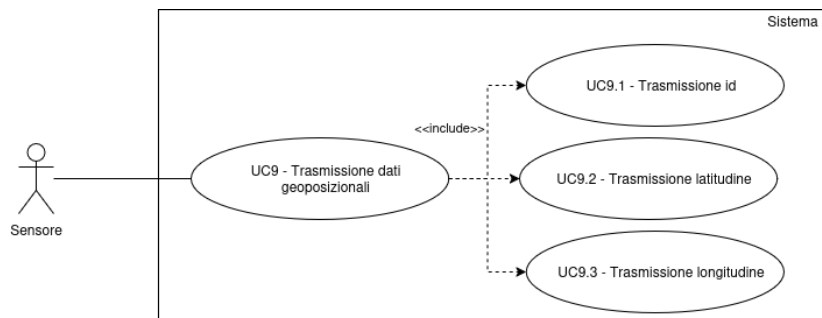 Sistema
UC9.1 - Trasmissione id
<<include>>
UC9 - Trasmissione dati
geoposizionali
UC9.2 - Trasmissione latitudine
Sensore
UC9.3 - Trasmissione longitudine